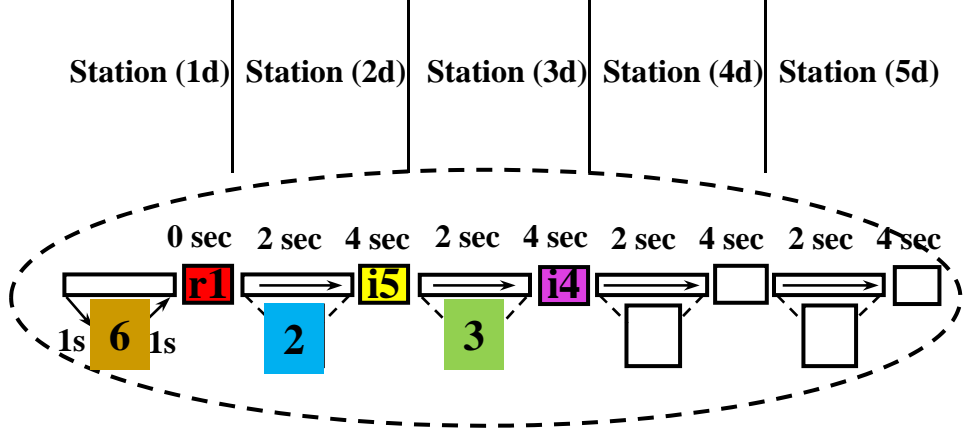 Station (1d) Station (2d) Station (3d) Station (4d) Station (5d)
0 sec 2 sec 4 sec 2 sec 4 sec 2 sec 4 sec 2 sec 4 sec
r1 i5 i4
1s 6 1s 2 3